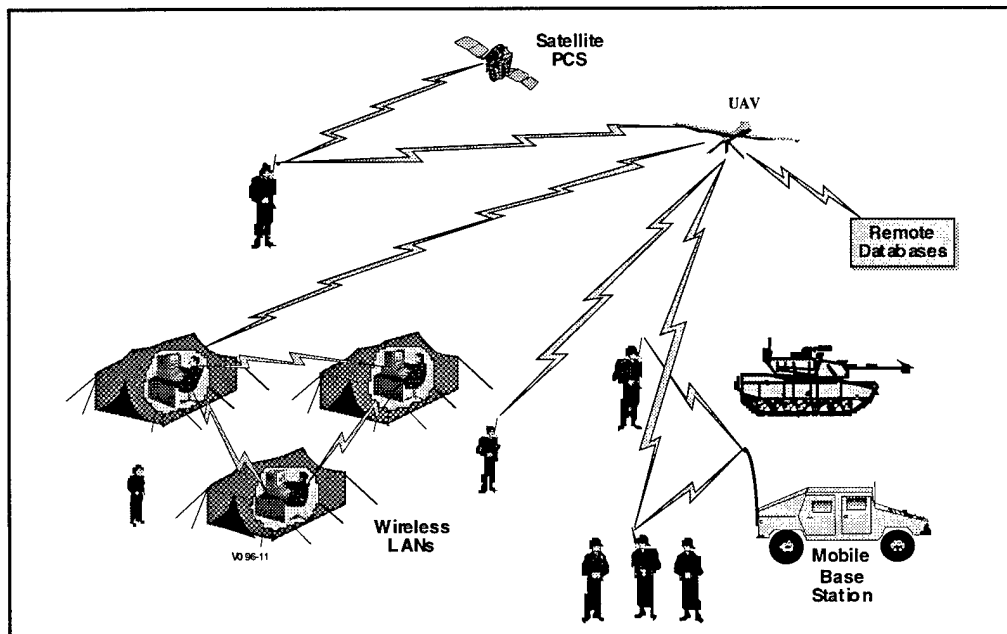 Satellite
PCS
UAV
Remote
Databases
Wireless
LANs
V0 96-11
Mobile
Base
Station